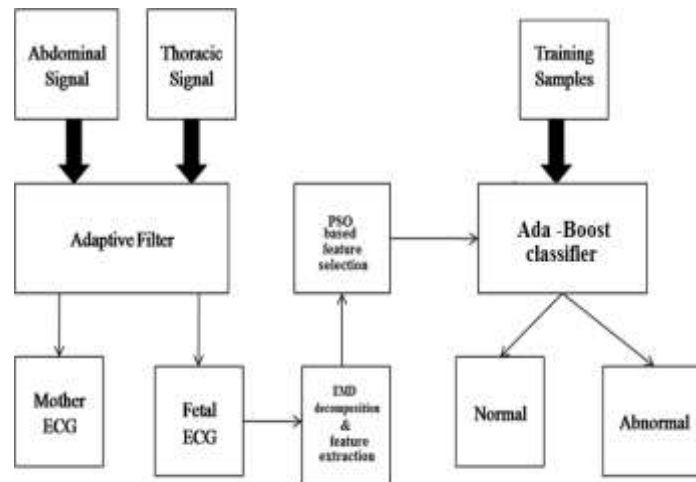 Abdominal
Signal
Thoracic
Signal
Training
Samples
Adaptive Filter
PSO
based
feature
selection
Ada -Boost
classifier
Mother
ECG
Fetal
ECG
EMD
decomposition
&
feature
extraction
Normal
Abnormal